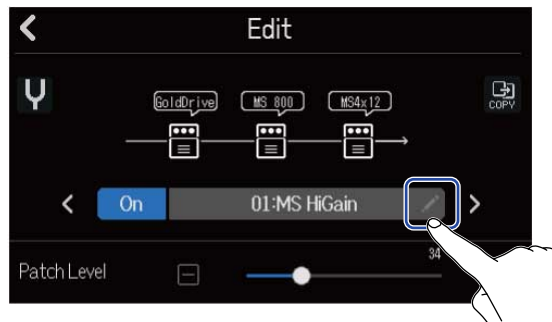 Edit
GoldDrive MS 800 MS4x12
COPY
On 01:MS HiGain
34
Patch Level